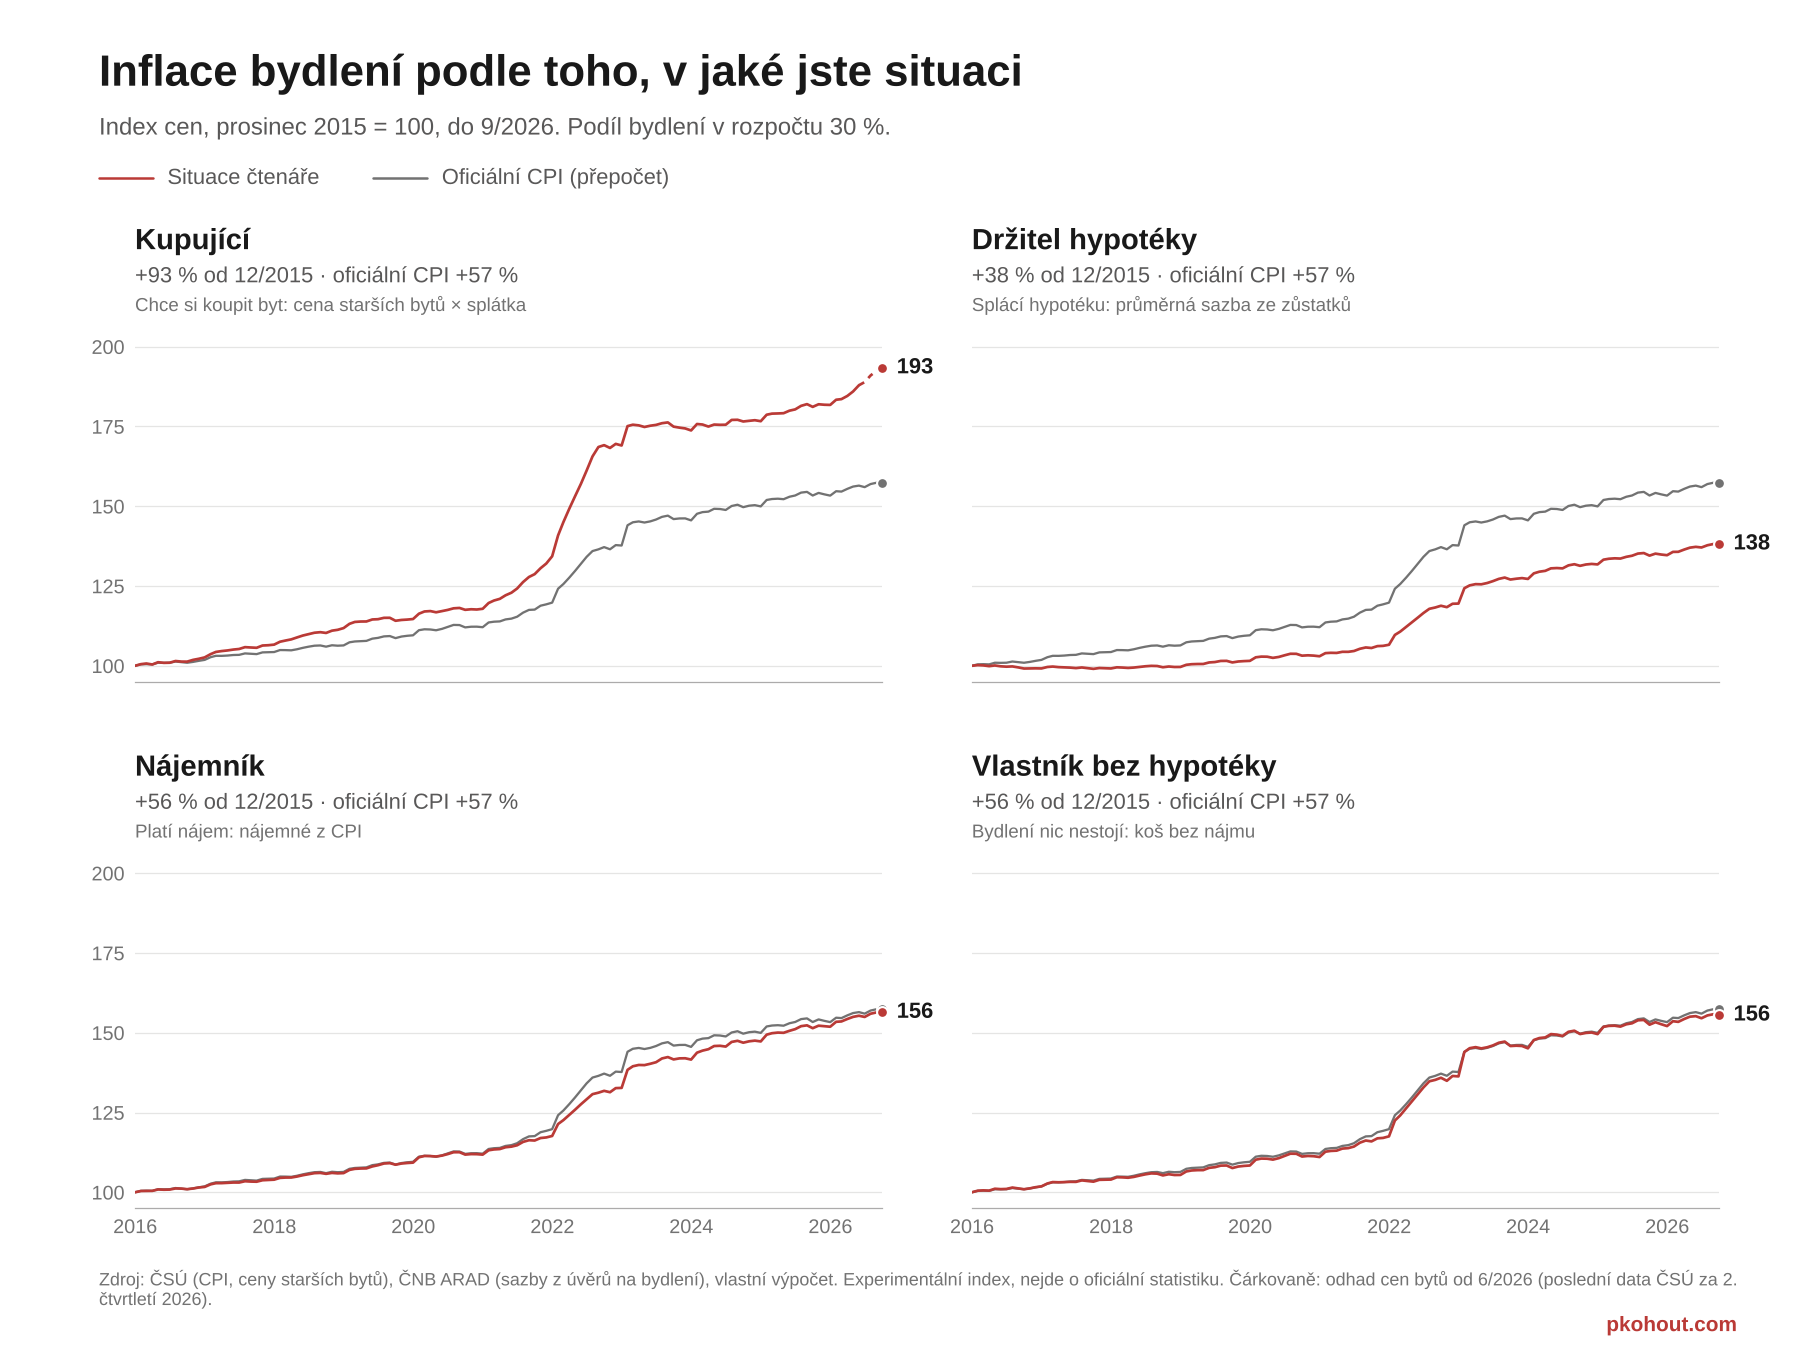 Inflace bydlení podle toho, v jaké jste situaci
Index cen, prosinec 2015 = 100, do 9/2026. Podíl bydlení v rozpočtu 30 %.
Situace čtenáře
Oficiální CPI (přepočet)
Kupující
+93 % od 12/2015 · oficiální CPI +57 %
Chce si koupit byt: cena starších bytů × splátka
200
175
150
125
100
193
Držitel hypotéky
+38 % od 12/2015 · oficiální CPI +57 %
Splácí hypotéku: průměrná sazba ze zůstatků
138
Nájemník
+56 % od 12/2015 · oficiální CPI +57 %
Platí nájem: nájemné z CPI
200
175
150
125
100
156
2016 2018 2020 2022 2024 2026
Vlastník bez hypotéky
+56 % od 12/2015 · oficiální CPI +57 %
Bydlení nic nestojí: koš bez nájmu
156
2016 2018 2020 2022 2024 2026
Zdroj: ČSÚ (CPI, ceny starších bytů), ČNB ARAD (sazby z úvěrů na bydlení), vlastní výpočet. Experimentální index, nejde o oficiální statistiku. Čárkovaně: odhad cen bytů od 6/2026 (poslední data ČSÚ za 2.
čtvrtletí 2026).
pkohout.com